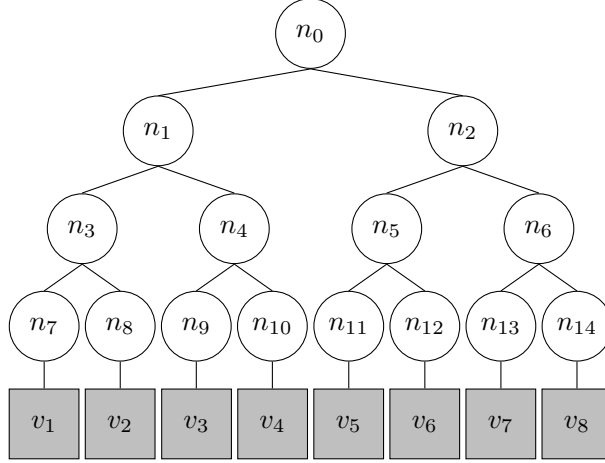 n₀
n₁ n₂
n₃ n₄ n₅ n₆
n₇ n₈ n₉ n₁₀ n₁₁ n₁₂ n₁₃ n₁₄
v₁ v₂ v₃ v₄ v₅ v₆ v₇ v₈